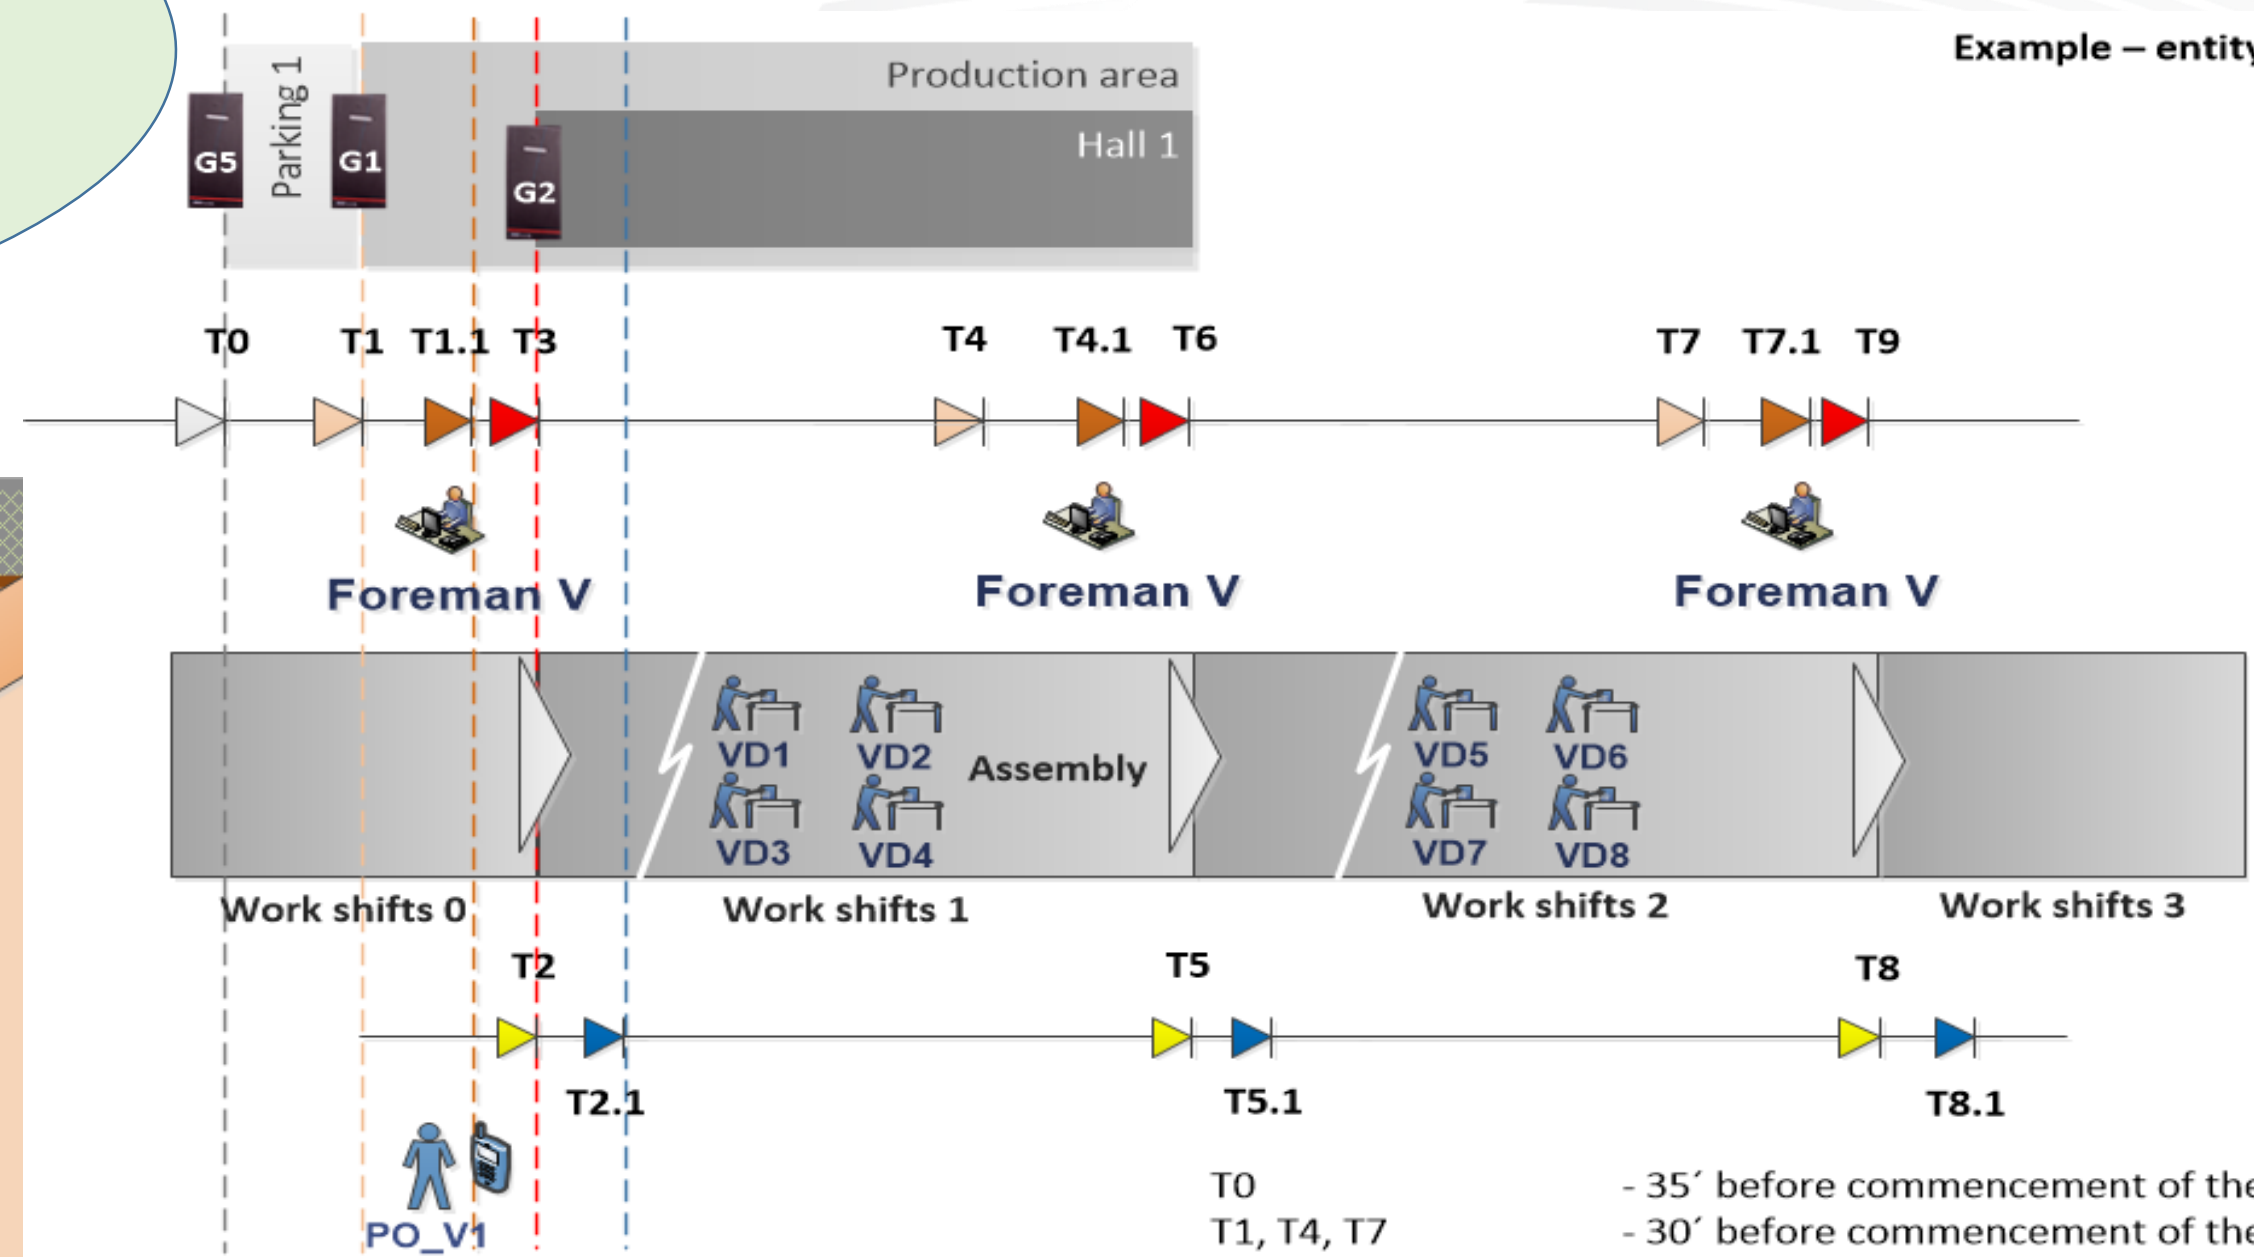 Example – entity
Production area
Parking 1
Hall 1
G5
G1
G2
T0
T1
T1.1
T3
T4
T4.1
T6
T7
T7.1
T9
Foreman V
Foreman V
Foreman V
VD1
VD2
VD3
VD4
Assembly
VD5
VD6
VD7
VD8
Work shifts 0
Work shifts 1
Work shifts 2
Work shifts 3
T2
T5
T8
T2.1
T5.1
T8.1
PO_V1
T0 - 35´ before commencement of the
T1, T4, T7 - 30´ before commencement of the